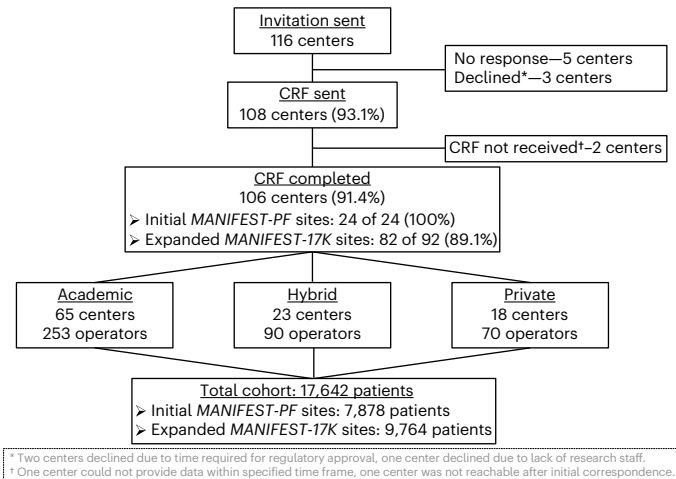 Invitation sent
116 centers
No response—5 centers
Declined*—3 centers
CRF sent
108 centers (93.1%)
CRF not received†–2 centers
CRF completed
106 centers (91.4%)
➢ Initial MANIFEST-PF sites: 24 of 24 (100%)
➢ Expanded MANIFEST-17K sites: 82 of 92 (89.1%)
Academic
65 centers
253 operators
Hybrid
23 centers
90 operators
Private
18 centers
70 operators
Total cohort: 17,642 patients
➢ Initial MANIFEST-PF sites: 7,878 patients
➢ Expanded MANIFEST-17K sites: 9,764 patients
* Two centers declined due to time required for regulatory approval, one center declined due to lack of research staff.
† One center could not provide data within specified time frame, one center was not reachable after initial correspondence.